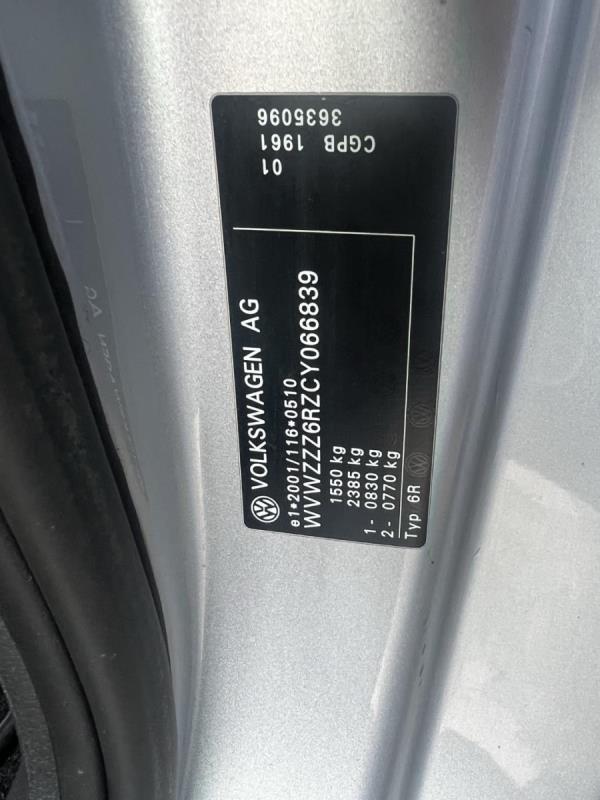 VOLKSWAGEN AG
e1*2001/116*0510
WVWZZZ6RZCY066839
1550 kg
2385 kg
1- 0830 kg
2- 0770 kg
Typ 6R
01
CGPB 1961
3635096